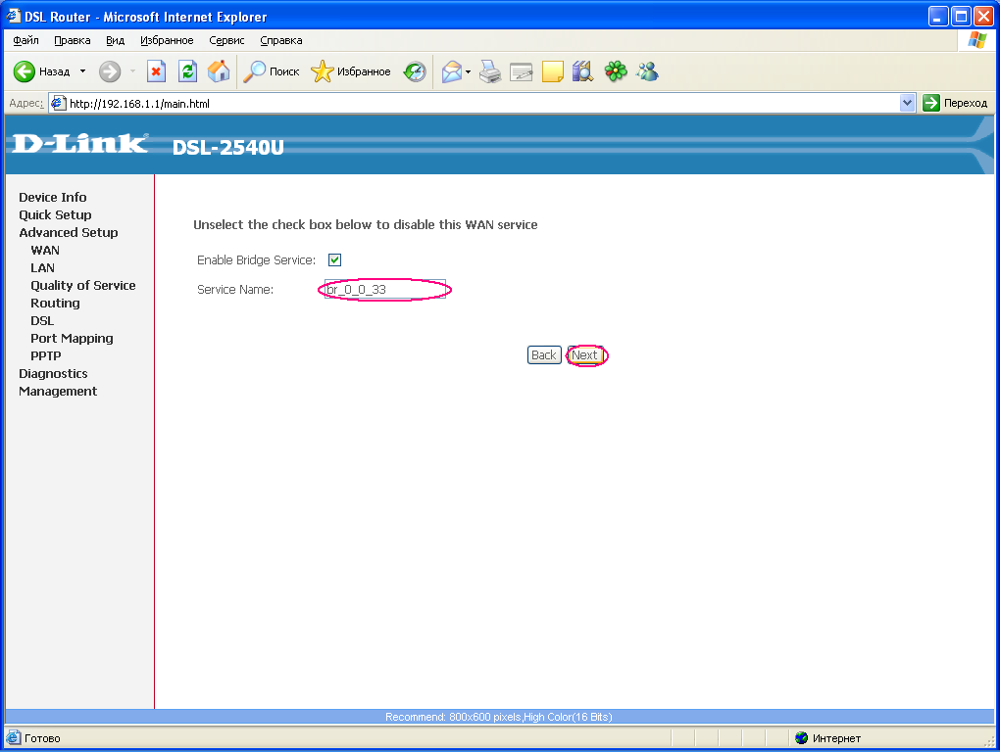 DSL Router - Microsoft Internet Explorer
Файл Правка Вид Избранное Сервис Справка
Назад Поиск Избранное
Адрес: http://192.168.1.1/main.html Переход
D-Link® DSL-2540U
Device Info
Quick Setup
Advanced Setup
WAN
LAN
Quality of Service
Routing
DSL
Port Mapping
PPTP
Diagnostics
Management
Unselect the check box below to disable this WAN service
Enable Bridge Service:
Service Name: br_0_0_33
Back Next
Recommend: 800x600 pixels,High Color(16 Bits)
Готово Интернет